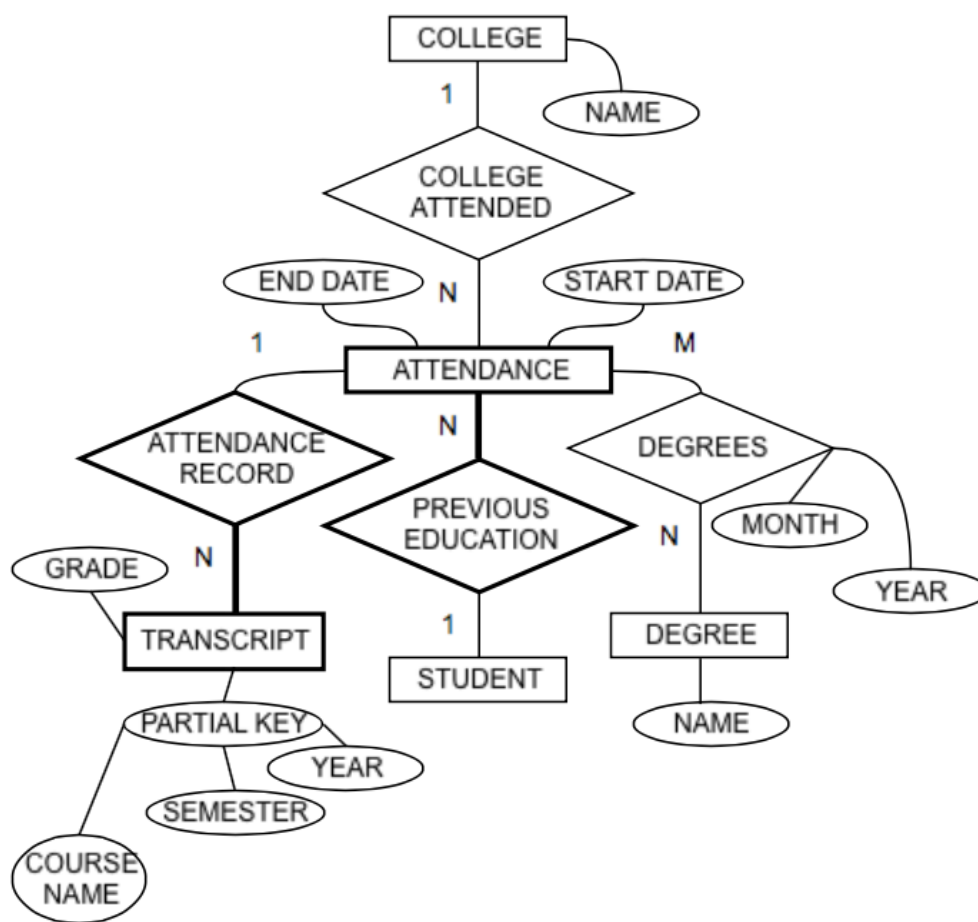 COLLEGE
1
NAME
COLLEGE
ATTENDED
END DATE
N
START DATE
1
M
ATTENDANCE
N
ATTENDANCE
RECORD
DEGREES
PREVIOUS
EDUCATION
MONTH
N
N
GRADE
YEAR
1
TRANSCRIPT
DEGREE
STUDENT
PARTIAL KEY
NAME
YEAR
SEMESTER
COURSE
NAME